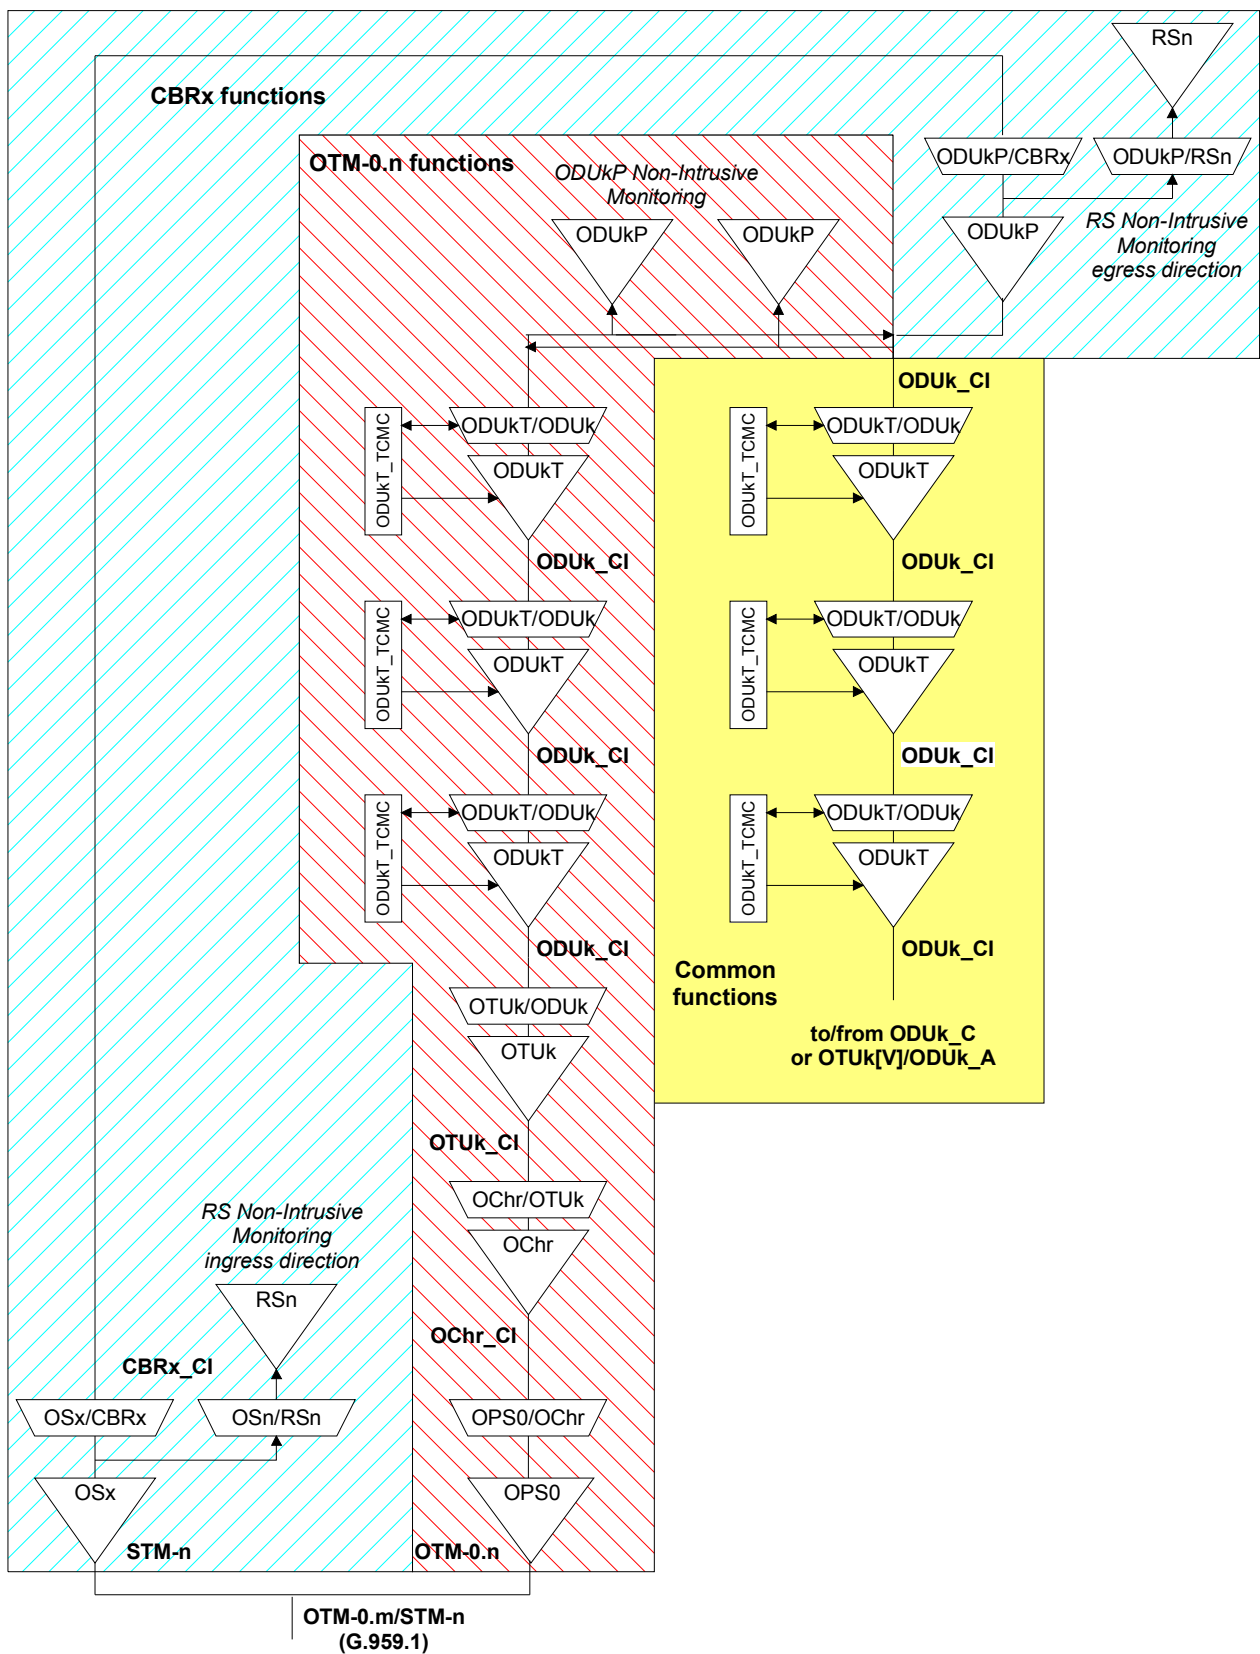 RSn
CBRx functions
ODUkP/CBRx
ODUkP/RSn
OTM-0.n functions
ODUkP Non-Intrusive
Monitoring
ODUkP
ODUkP
ODUkP
RS Non-Intrusive
Monitoring
egress direction
ODUk_CI
ODUkT_TCMC
ODUkT/ODUk
ODUkT
ODUkT_TCMC
ODUkT/ODUk
ODUkT
ODUk_CI
ODUk_CI
ODUkT_TCMC
ODUkT/ODUk
ODUkT
ODUkT_TCMC
ODUkT/ODUk
ODUkT
ODUk_CI
ODUk_CI
ODUkT_TCMC
ODUkT/ODUk
ODUkT
ODUkT_TCMC
ODUkT/ODUk
ODUkT
ODUk_CI
ODUk_CI
Common
functions
OTUk/ODUk
OTUk
to/from ODUk_C
or OTUk[V]/ODUk_A
OTUk_CI
OChr/OTUk
OChr
RS Non-Intrusive
Monitoring
ingress direction
RSn
OChr_CI
CBRx_CI
OSx/CBRx
OSn/RSn
OPS0/OChr
OSx
OPS0
STM-n
OTM-0.n
OTM-0.m/STM-n
(G.959.1)